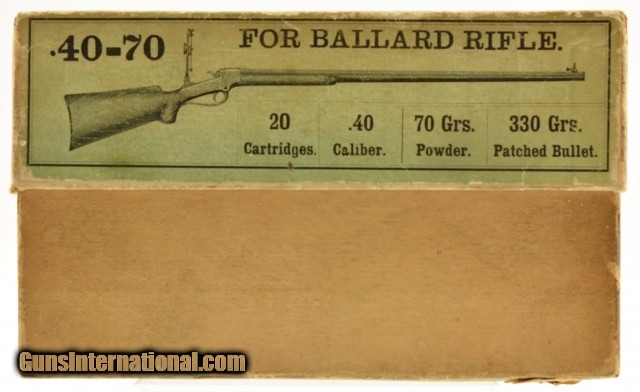 .40-70
FOR BALLARD RIFLE.
20 .40 70 Grs. 330 Grs.
Cartridges. Caliber. Powder. Patched Bullet.
GunsInternational.com